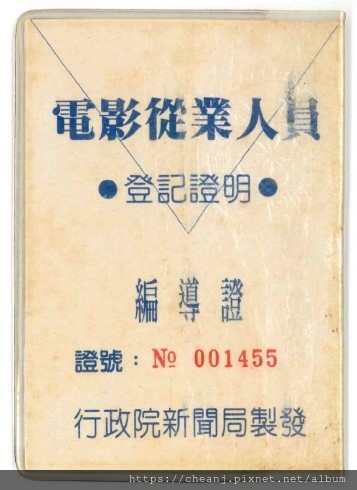 電影從業人員
●登記證明●
編導證
證號：№ 001455
行政院新聞局製發
https://cheanj.pixnet.net/album